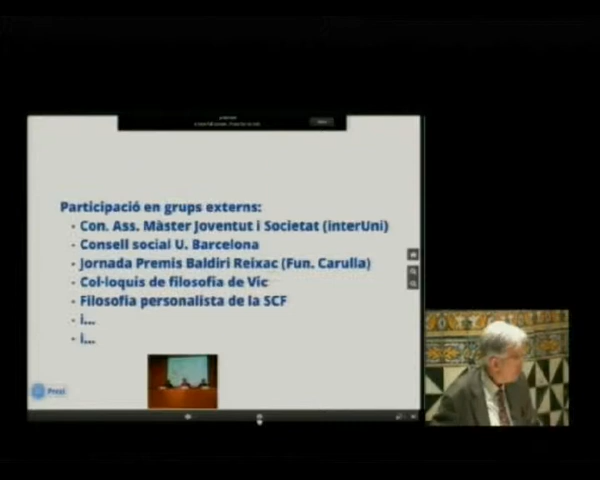 Participació en grups externs:
- Con. Ass. Màster Joventut i Societat (interUni)
- Consell social U. Barcelona
- Jornada Premis Baldiri Reixac (Fun. Carulla)
- Col·loquis de filosofia de Vic
- Filosofia personalista de la SCF
- i...
- i...
Prezi